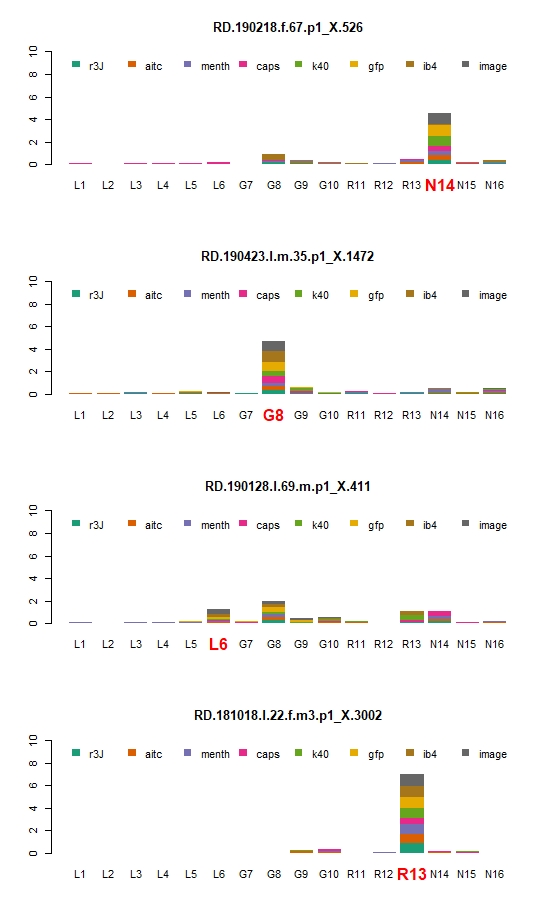 RD.190218.f.67.p1_X.526
10
8
6
4
2
0
r3J aitc menth caps k40 gfp ib4 image
L1 L2 L3 L4 L5 L6 G7 G8 G9 G10 R11 R12 R13 N14 N15 N16
RD.190423.I.m.35.p1_X.1472
10
8
6
4
2
0
r3J aitc menth caps k40 gfp ib4 image
L1 L2 L3 L4 L5 L6 G7 G8 G9 G10 R11 R12 R13 N14 N15 N16
RD.190128.I.69.m.p1_X.411
10
8
6
4
2
0
r3J aitc menth caps k40 gfp ib4 image
L1 L2 L3 L4 L5 L6 G7 G8 G9 G10 R11 R12 R13 N14 N15 N16
RD.181018.I.22.f.m3.p1_X.3002
10
8
6
4
2
0
r3J aitc menth caps k40 gfp ib4 image
L1 L2 L3 L4 L5 L6 G7 G8 G9 G10 R11 R12 R13 N14 N15 N16